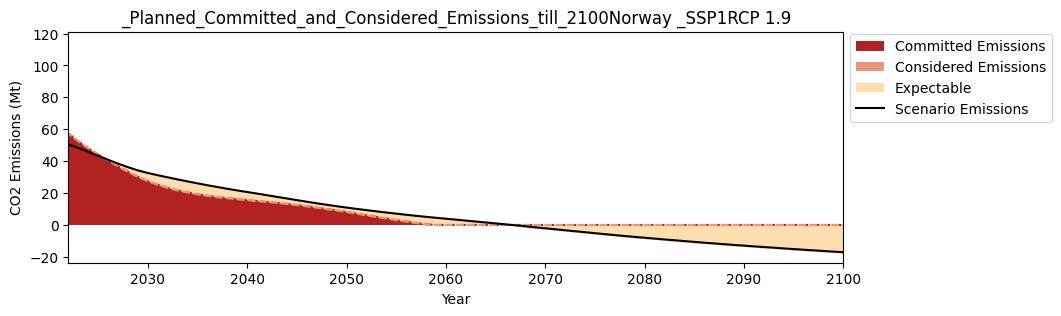 _Planned_Committed_and_Considered_Emissions_till_2100Norway _SSP1RCP 1.9
120
100
80
60
40
20
0
−20
CO2 Emissions (Mt)
2030
2040
2050
2060
2070
2080
2090
2100
Year
Committed Emissions
Considered Emissions
Expectable
Scenario Emissions